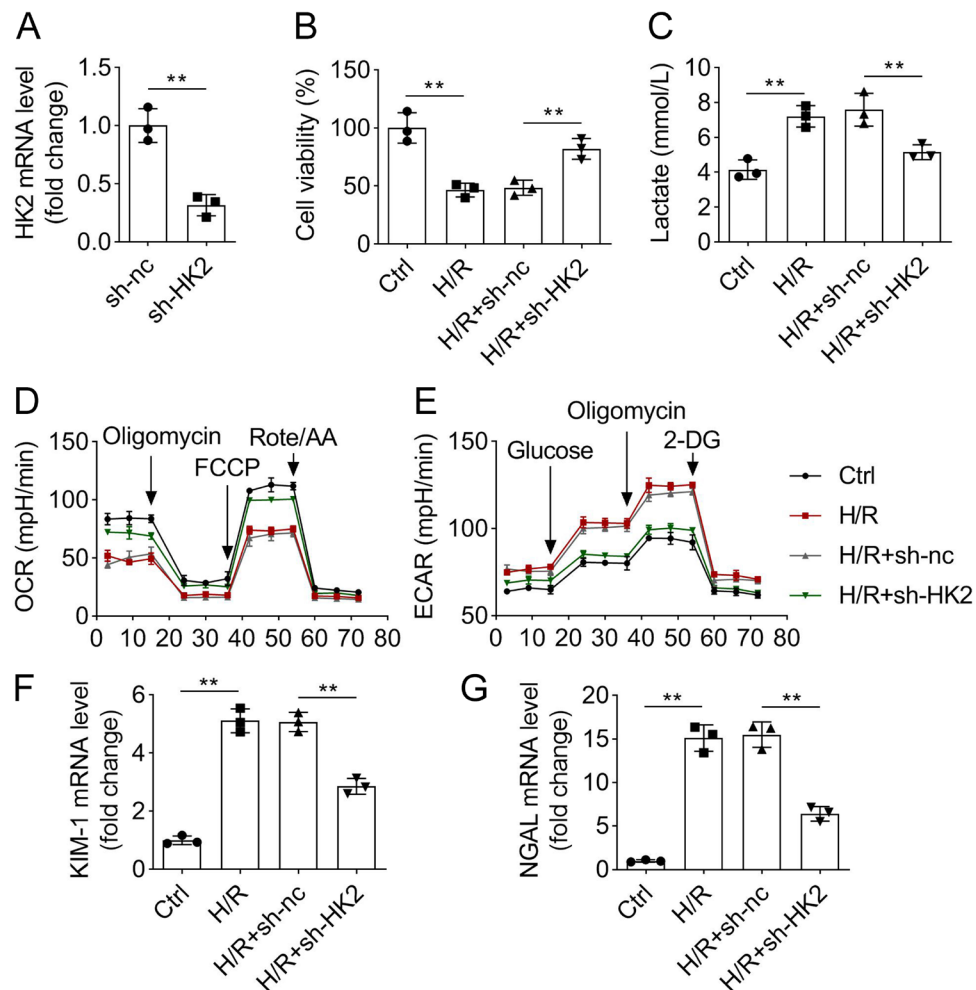 A
HK2 mRNA level
(fold change)
1.5
1.0
0.5
0.0
**
sh-nc
sh-HK2
B
Cell viability (%)
150
100
50
0
**
**
Ctrl
H/R
H/R+sh-nc
H/R+sh-HK2
C
Lactate (mmol/L)
10
8
6
4
2
0
**
**
Ctrl
H/R
H/R+sh-nc
H/R+sh-HK2
D
OCR (mpH/min)
150
100
50
0
Oligomycin
FCCP
Rote/AA
0 10 20 30 40 50 60 70 80
E
ECAR (mpH/min)
150
100
50
Glucose
Oligomycin
2-DG
0 10 20 30 40 50 60 70 80
Ctrl
H/R
H/R+sh-nc
H/R+sh-HK2
F
KIM-1 mRNA level
(fold change)
6
4
2
0
**
**
Ctrl
H/R
H/R+sh-nc
H/R+sh-HK2
G
NGAL mRNA level
(fold change)
20
15
10
5
0
**
**
Ctrl
H/R
H/R+sh-nc
H/R+sh-HK2